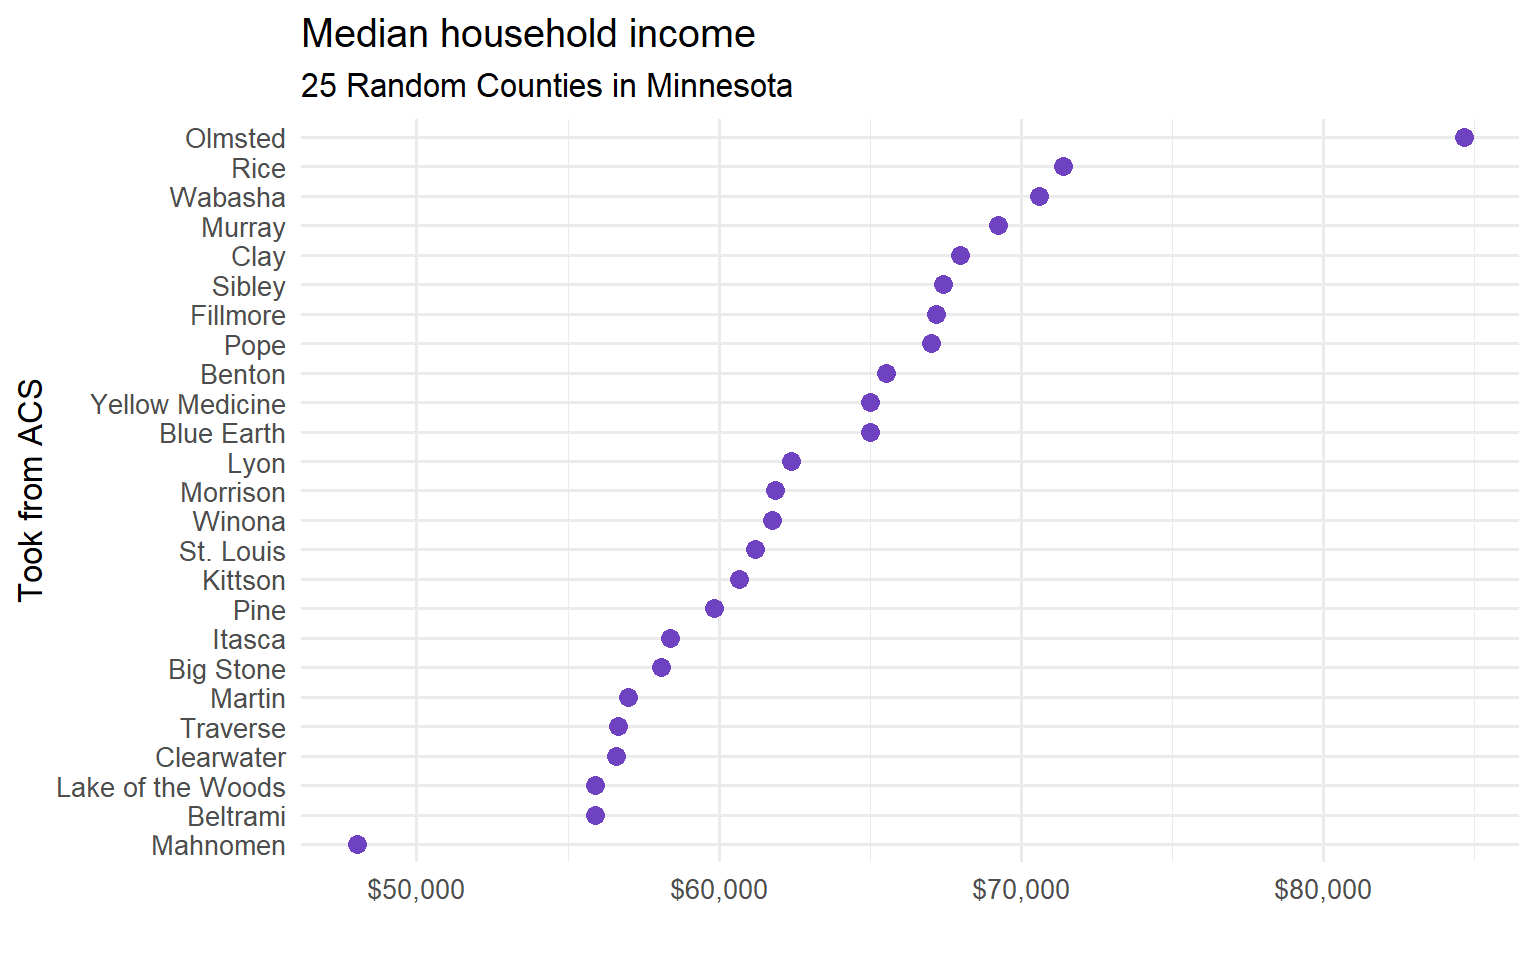 Median household income
25 Random Counties in Minnesota
Took from ACS
Olmsted
Rice
Wabasha
Murray
Clay
Sibley
Fillmore
Pope
Benton
Yellow Medicine
Blue Earth
Lyon
Morrison
Winona
St. Louis
Kittson
Pine
Itasca
Big Stone
Martin
Traverse
Clearwater
Lake of the Woods
Beltrami
Mahnomen
$50,000
$60,000
$70,000
$80,000